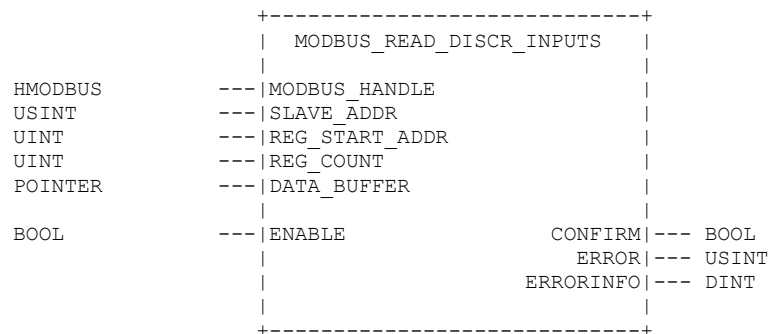 +-----------------------------+
| MODBUS_READ_DISCR_INPUTS |
| |
HMODBUS ---|MODBUS_HANDLE |
USINT ---|SLAVE_ADDR |
UINT ---|REG_START_ADDR |
UINT ---|REG_COUNT |
POINTER ---|DATA_BUFFER |
| |
BOOL ---|ENABLE CONFIRM|--- BOOL
| ERROR|--- USINT
| ERRORINFO|--- DINT
| |
+-----------------------------+